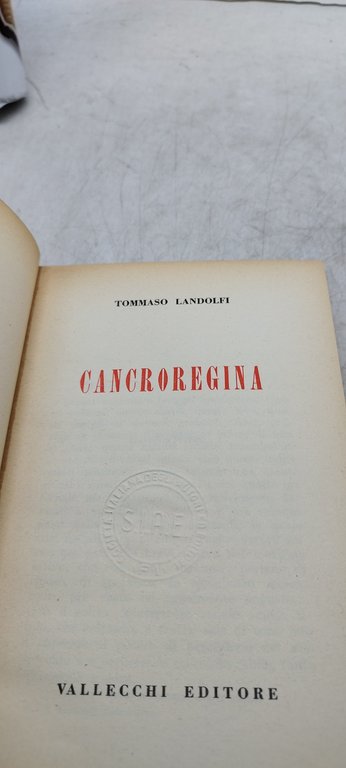 TOMMASO LANDOLFI
CANCROREGINA
S.I.A.E.
VALLECCHI EDITORE